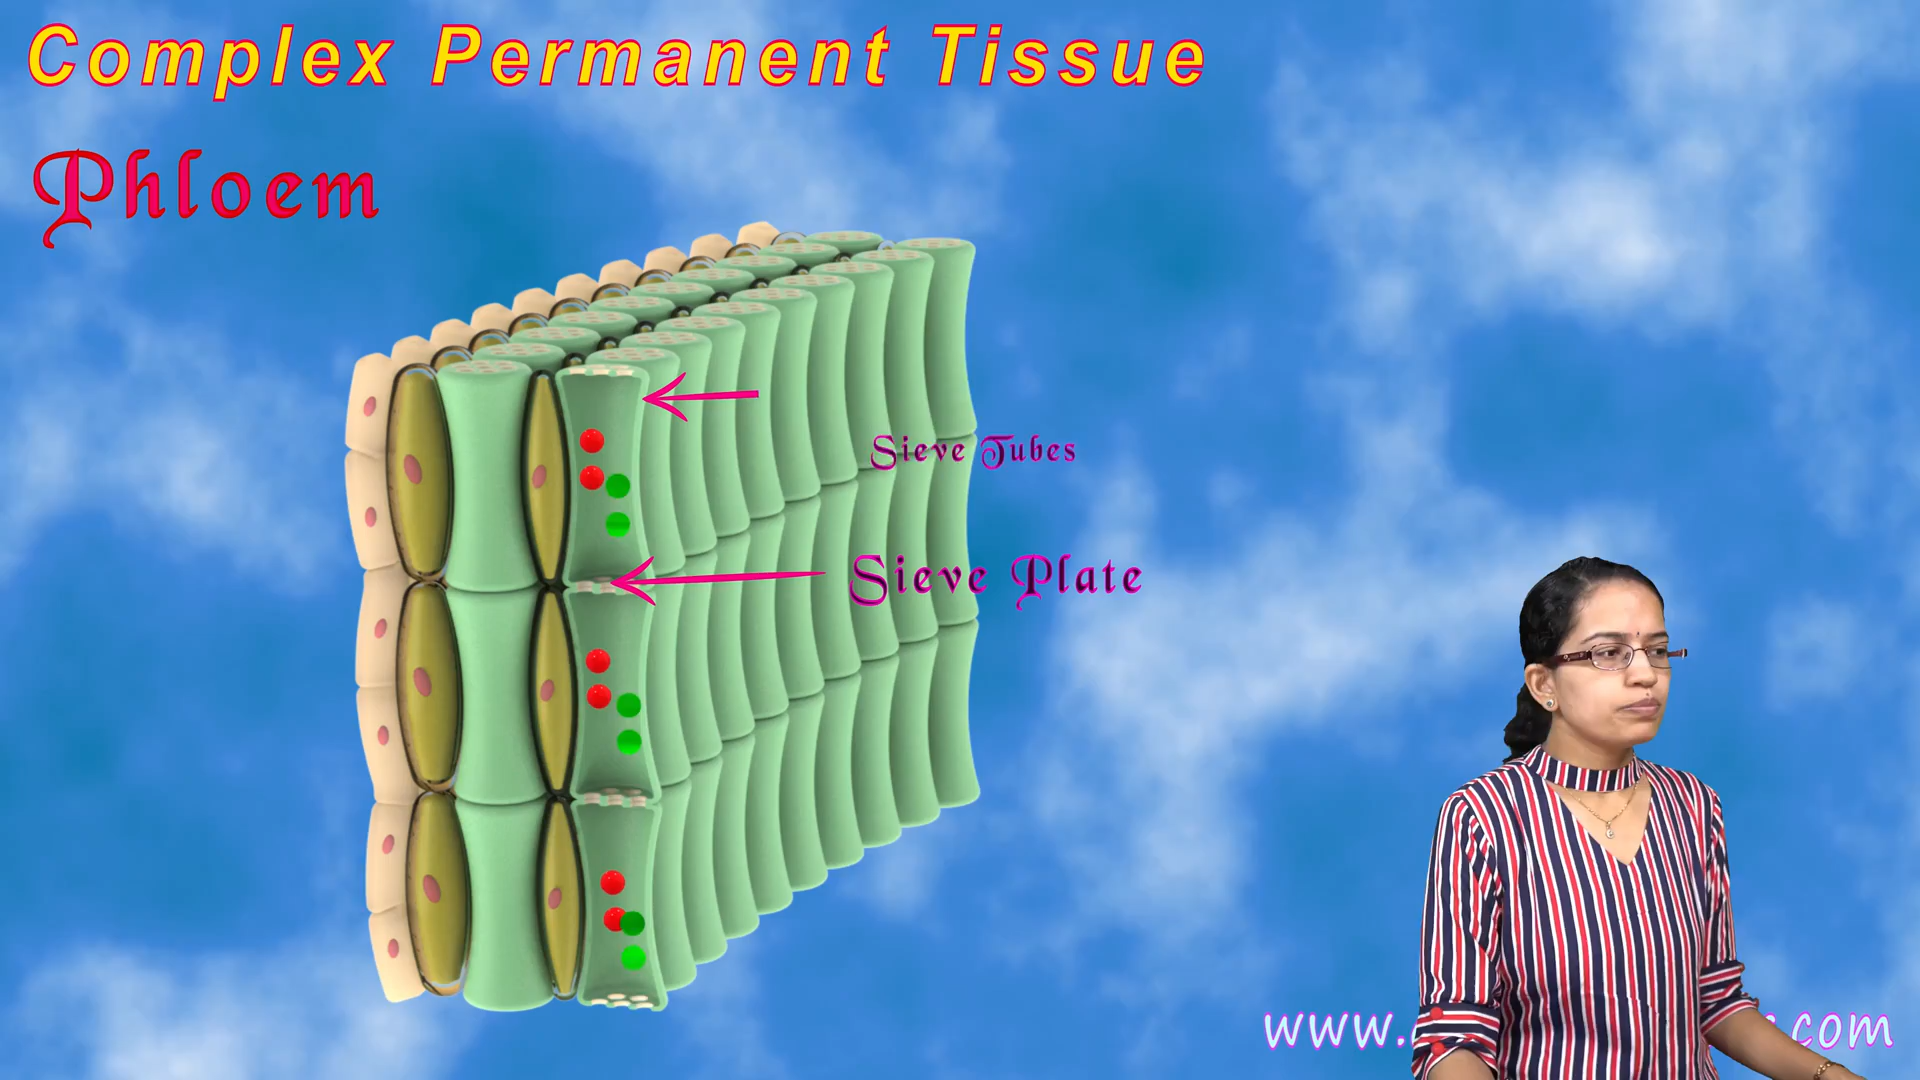 Complex Permanent Tissue
Phloem
Sieve Tubes
Sieve Plate
www. .com